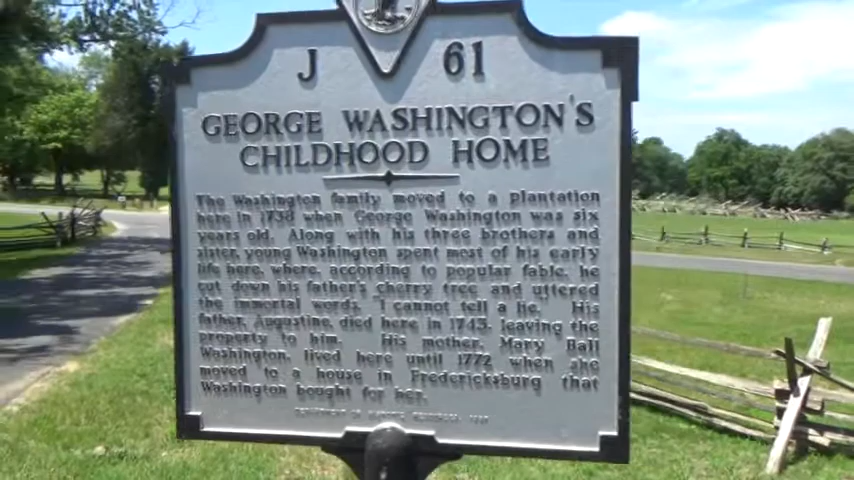 J 61
GEORGE WASHINGTON'S
CHILDHOOD HOME
The Washington family moved to a plantation
here in 1738 when George Washington was six
years old. Along with his three brothers and
sister, young Washington spent most of his early
life here, where, according to popular fable, he
cut down his father's cherry tree and uttered
the immortal words, "I cannot tell a lie." His
father, Augustine, died here in 1743, leaving the
property to him. His mother, Mary Ball
Washington, lived here until 1772 when she
moved to a house in Fredericksburg that
Washington bought for her.
DEPARTMENT OF HISTORIC RESOURCES,